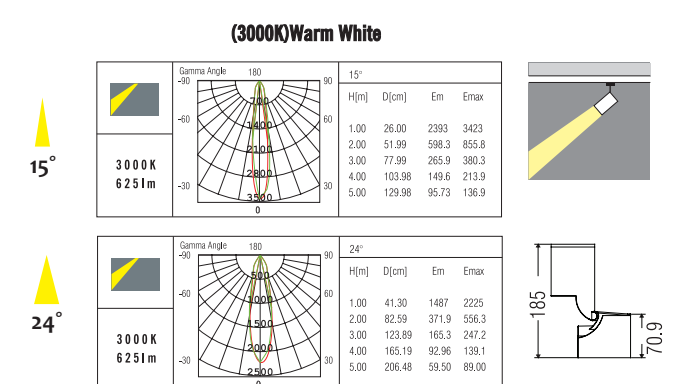 (3000K)Warm White
15°
3000K
625lm
Gamma Angle 180
-90 90
-60 60
-30 30
700
1400
2100
2800
3500
0
15°
H[m] D[cm] Em Emax
1.00 26.00 2393 3423
2.00 51.99 598.3 855.8
3.00 77.99 265.9 380.3
4.00 103.98 149.6 213.9
5.00 129.98 95.73 136.9
24°
3000K
625lm
Gamma Angle 180
-90 90
-60 60
-30 30
500
1000
1500
2000
2500
0
24°
H[m] D[cm] Em Emax
1.00 41.30 1487 2225
2.00 82.59 371.9 556.3
3.00 123.89 165.3 247.2
4.00 165.19 92.96 139.1
5.00 206.48 59.50 89.00
185
70.9